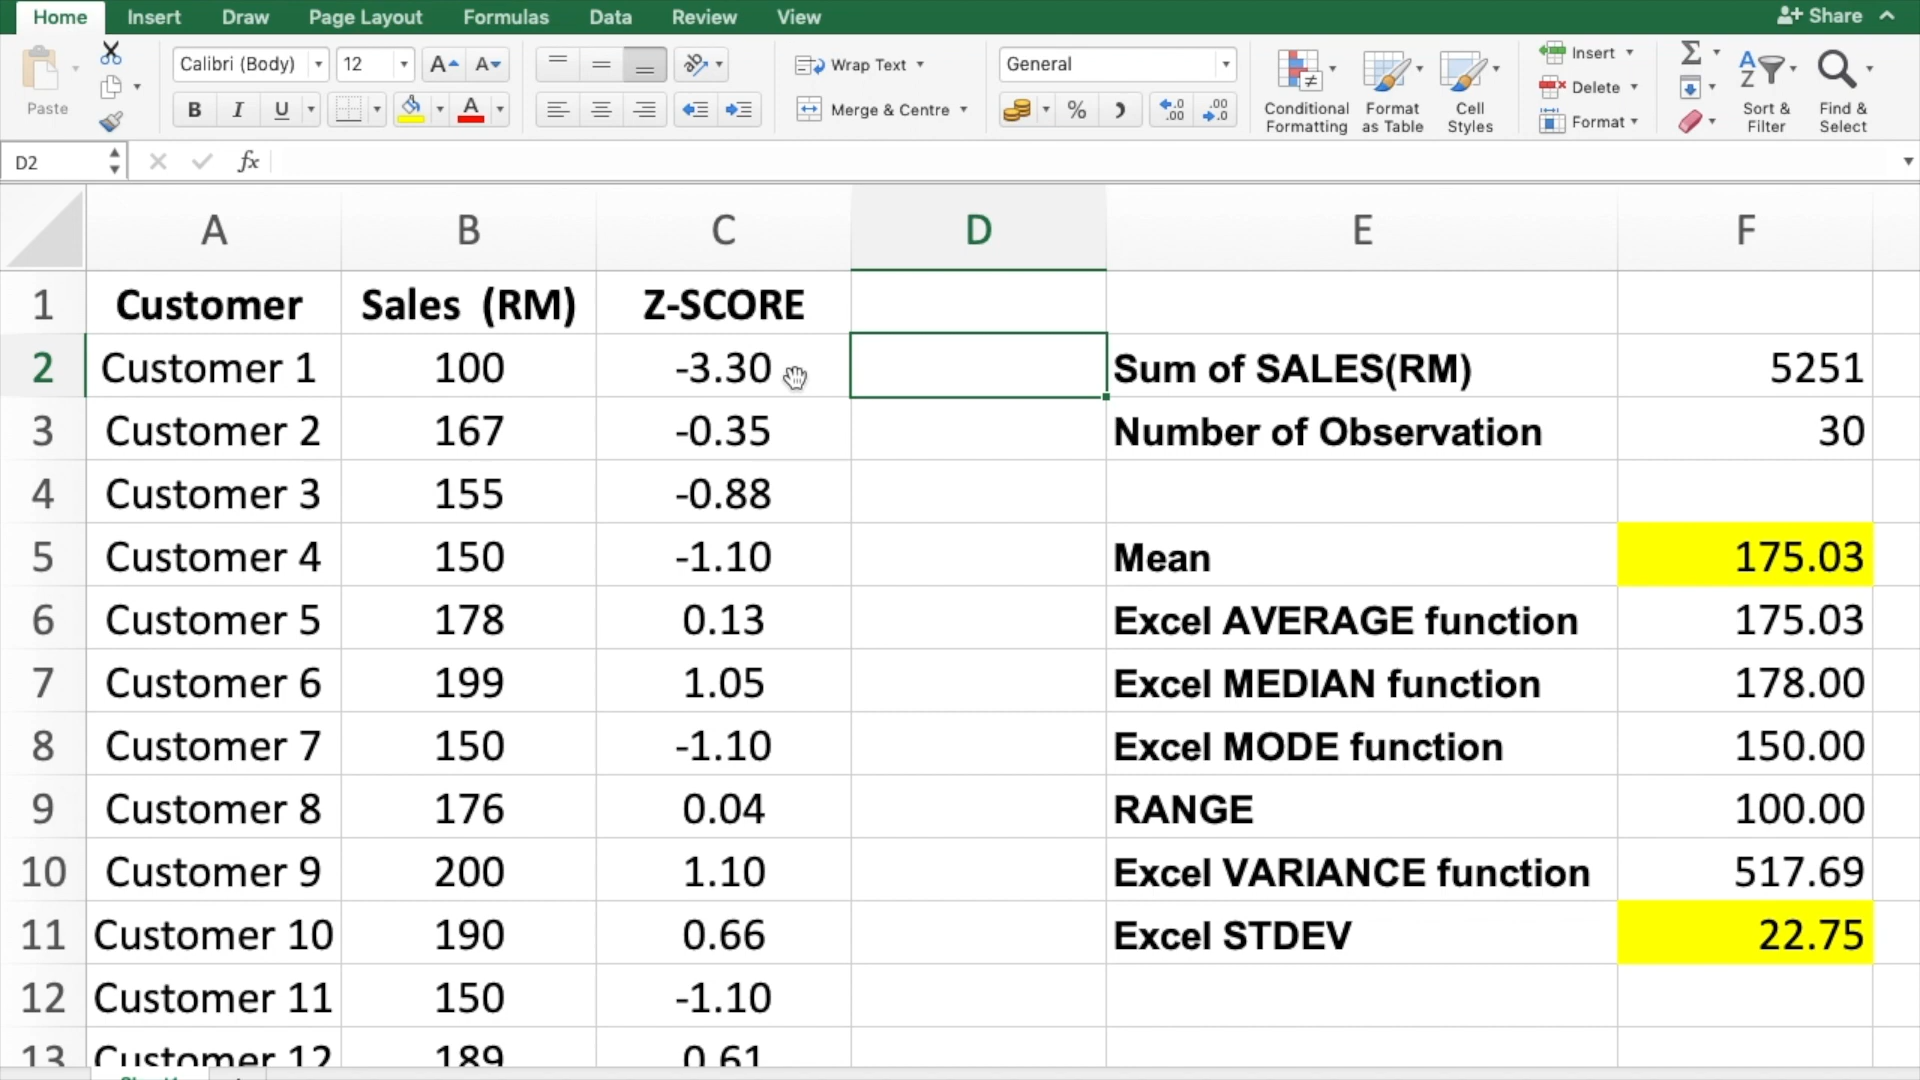 Home Insert Draw Page Layout Formulas Data Review View Share
Paste
Calibri (Body) 12 A A
B I U A
Wrap Text
Merge & Centre
General
%
Conditional Formatting
Format as Table
Cell Styles
Insert
Delete
Format
Sort & Filter
Find & Select
D2 fx
A B C D E F
1 Customer Sales (RM) Z-SCORE
2 Customer 1 100 -3.30 Sum of SALES(RM) 5251
3 Customer 2 167 -0.35 Number of Observation 30
4 Customer 3 155 -0.88
5 Customer 4 150 -1.10 Mean 175.03
6 Customer 5 178 0.13 Excel AVERAGE function 175.03
7 Customer 6 199 1.05 Excel MEDIAN function 178.00
8 Customer 7 150 -1.10 Excel MODE function 150.00
9 Customer 8 176 0.04 RANGE 100.00
10 Customer 9 200 1.10 Excel VARIANCE function 517.69
11 Customer 10 190 0.66 Excel STDEV 22.75
12 Customer 11 150 -1.10
13 Customer 12 189 0.61